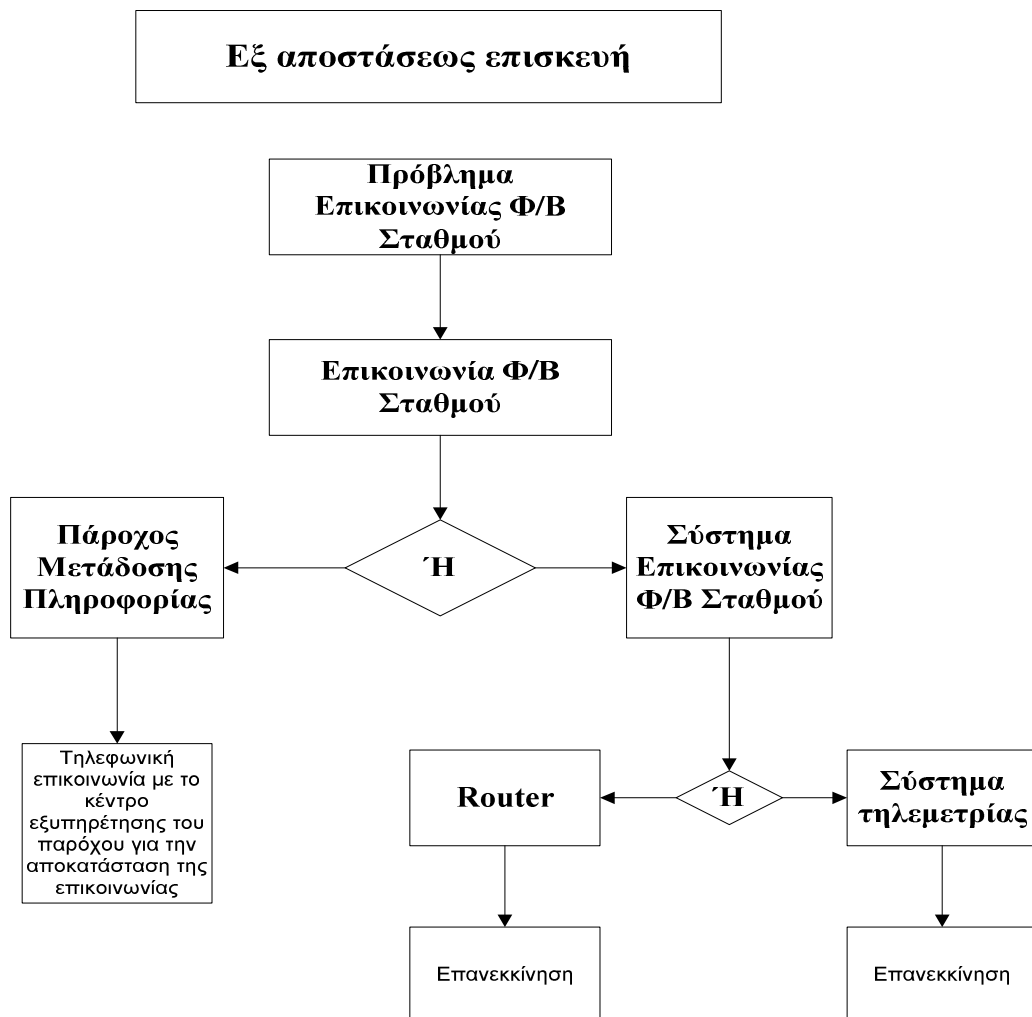 Εξ αποστάσεως επισκευή
Πρόβλημα
Επικοινωνίας Φ/Β
Σταθμού
Επικοινωνία Φ/Β
Σταθμού
Ή
Πάροχος
Μετάδοσης
Πληροφορίας
Σύστημα
Επικοινωνίας
Φ/Β Σταθμού
Τηλεφωνική
επικοινωνία με το
κέντρο
εξυπηρέτησης του
παρόχου για την
αποκατάσταση της
επικοινωνίας
Router
Ή
Σύστημα
τηλεμετρίας
Επανεκκίνηση
Επανεκκίνηση